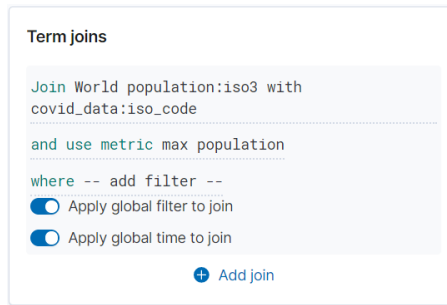 Term joins
Join World population:iso3 with
covid_data:iso_code
and use metric max population
where -- add filter --
Apply global filter to join
Apply global time to join
Add join